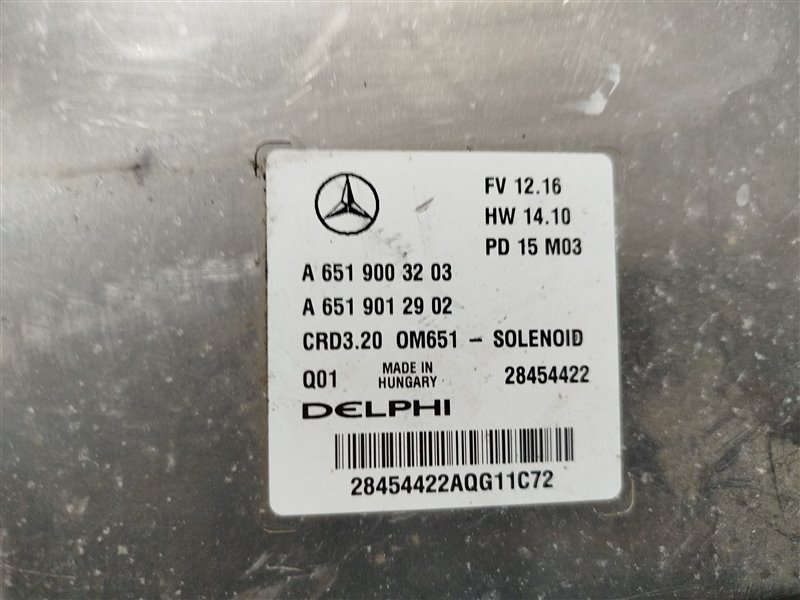 FV 12.16
HW 14.10
PD 15 M03
A 651 900 32 03
A 651 901 29 02
CRD3.20 OM651 – SOLENOID
Q01 MADE IN HUNGARY 28454422
DELPHI
28454422AQG11C72